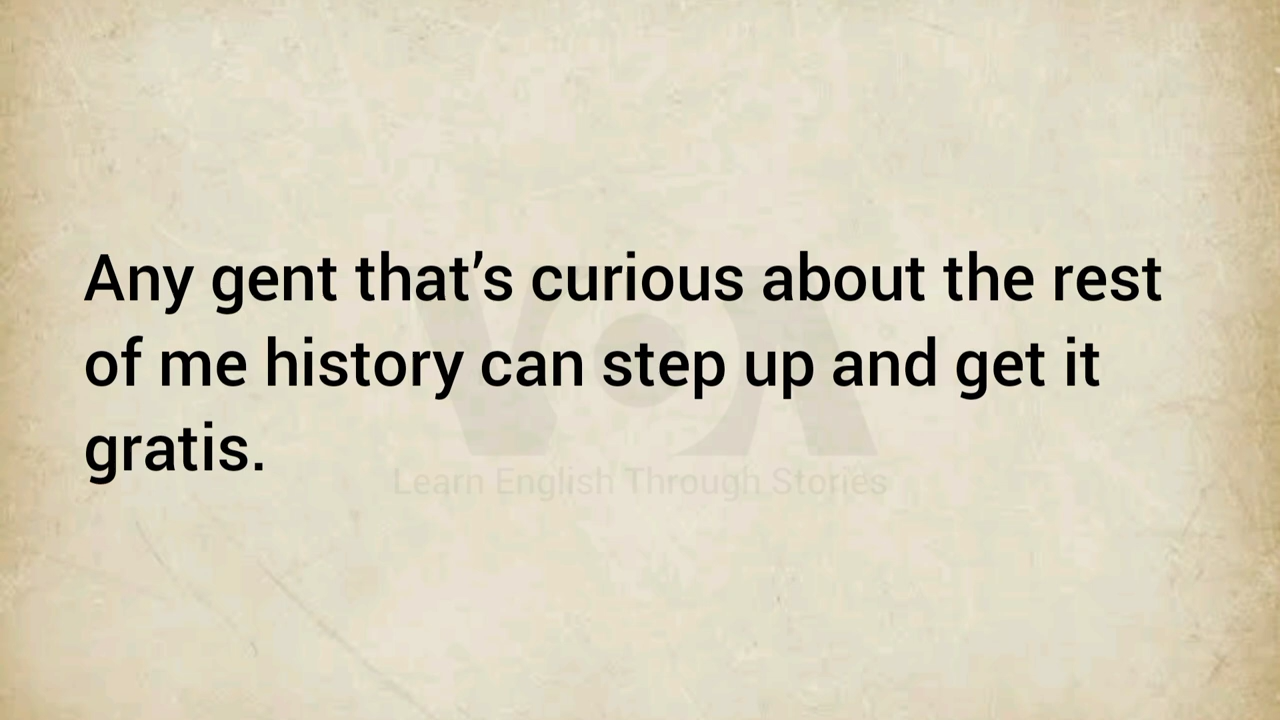 Any gent that’s curious about the rest
of me history can step up and get it
gratis.
VOA
Learn English Through Stories